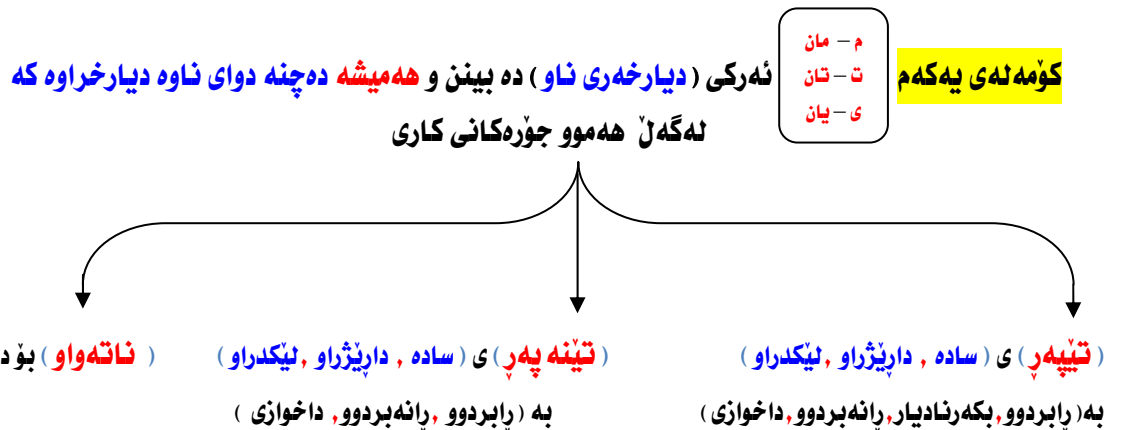 م – مان
ت – تان
ی – یان
کۆمەلەی یەکەم ئەرکی ( دیارخەری ناو ) دە بینن و هەمیشە دەچنە دوای ناوە دیارخراوە کە
لەگەڵ هەموو جۆرەکانی کاری
( تێپەڕ ) ی ( سادە , داڕێژراو ,لێکدراو )
بە( ڕابردوو,بکەرنادیار,ڕانەبردوو,داخوازی )
( تێنە پەڕ ) ی ( سادە , داڕێژراو ,لێکدراو )
بە ( ڕابردوو ,ڕانەبردوو, داخوازی )
( ناتەواو ) بۆ د